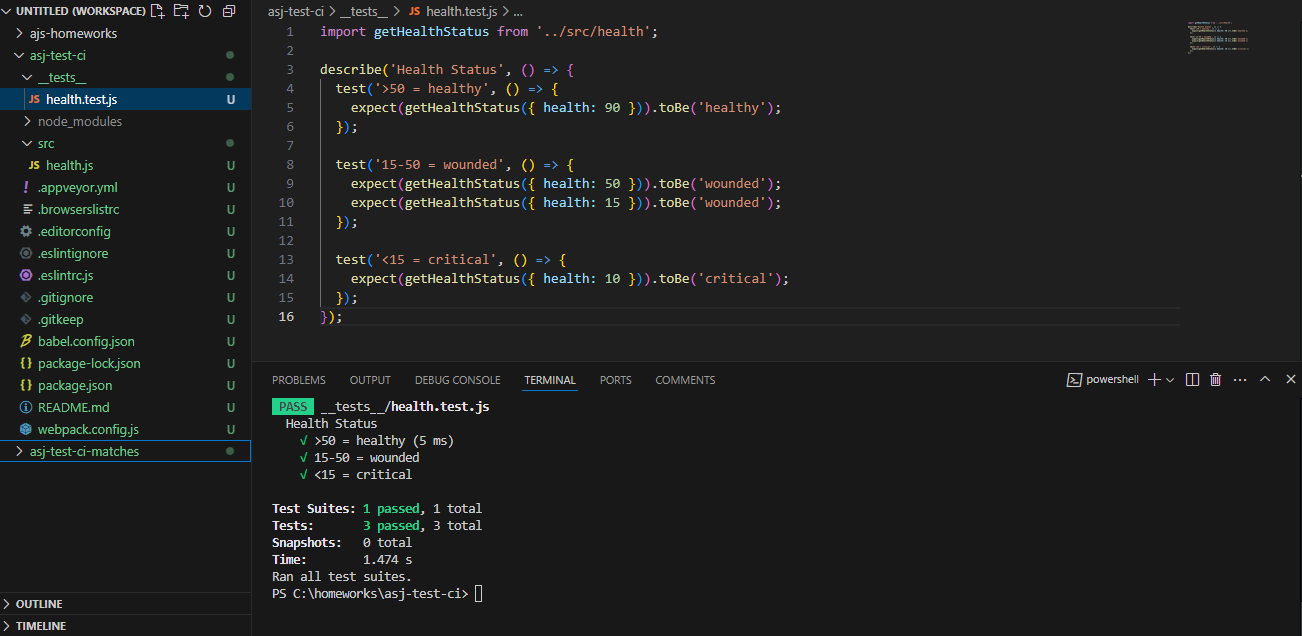 UNTITLED (WORKSPACE)
ajs-homeworks
asj-test-ci
__tests__
JS health.test.js U
node_modules
src
JS health.js U
! .appveyor.yml U
.browserslistrc U
.editorconfig U
.eslintignore U
.eslintrc.js U
.gitignore U
.gitkeep U
babel.config.json U
{} package-lock.json U
{} package.json U
README.md U
webpack.config.js U
asj-test-ci-matches
OUTLINE
TIMELINE
asj-test-ci > __tests__ > JS health.test.js > ...
1 import getHealthStatus from '../src/health';
2
3 describe('Health Status', () => {
4 test('>50 = healthy', () => {
5 expect(getHealthStatus({ health: 90 })).toBe('healthy');
6 });
7
8 test('15-50 = wounded', () => {
9 expect(getHealthStatus({ health: 50 })).toBe('wounded');
10 expect(getHealthStatus({ health: 15 })).toBe('wounded');
11 });
12
13 test('<15 = critical', () => {
14 expect(getHealthStatus({ health: 10 })).toBe('critical');
15 });
16 });
PROBLEMS OUTPUT DEBUG CONSOLE TERMINAL PORTS COMMENTS powershell
PASS __tests__/health.test.js
Health Status
√ >50 = healthy (5 ms)
√ 15-50 = wounded
√ <15 = critical
Test Suites: 1 passed, 1 total
Tests: 3 passed, 3 total
Snapshots: 0 total
Time: 1.474 s
Ran all test suites.
PS C:\homeworks\asj-test-ci>